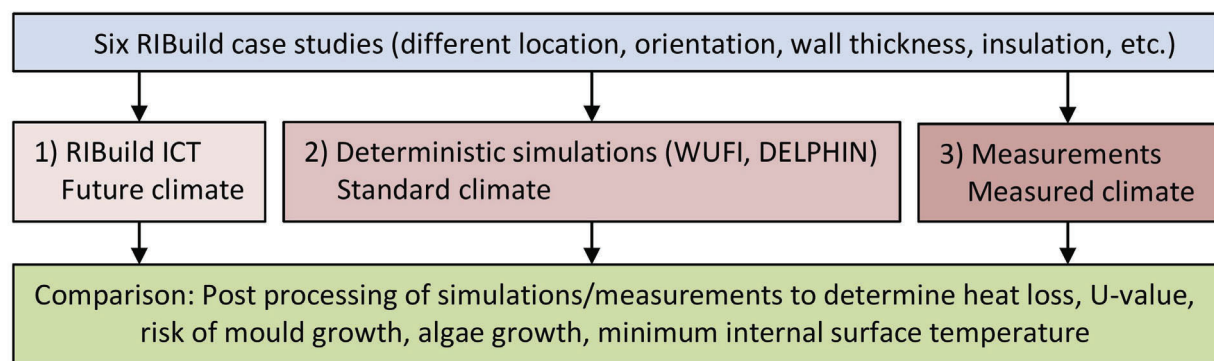 Six RIBuild case studies (different location, orientation, wall thickness, insulation, etc.)
1) RIBuild ICT
Future climate
2) Deterministic simulations (WUFI, DELPHIN)
Standard climate
3) Measurements
Measured climate
Comparison: Post processing of simulations/measurements to determine heat loss, U-value,
risk of mould growth, algae growth, minimum internal surface temperature